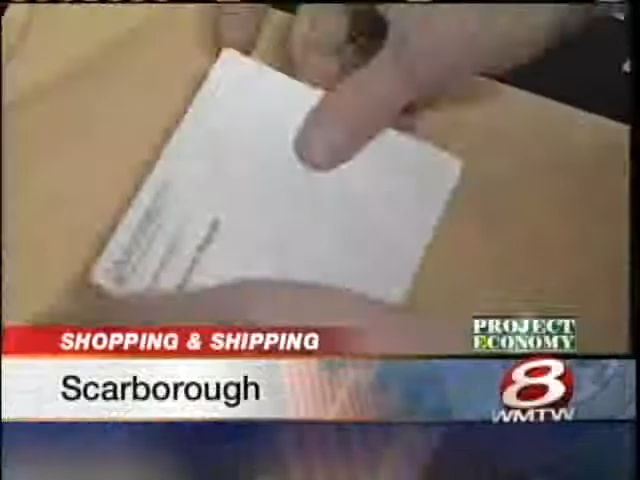 SHOPPING & SHIPPING
PROJECT
ECONOMY
Scarborough
8
WMTW